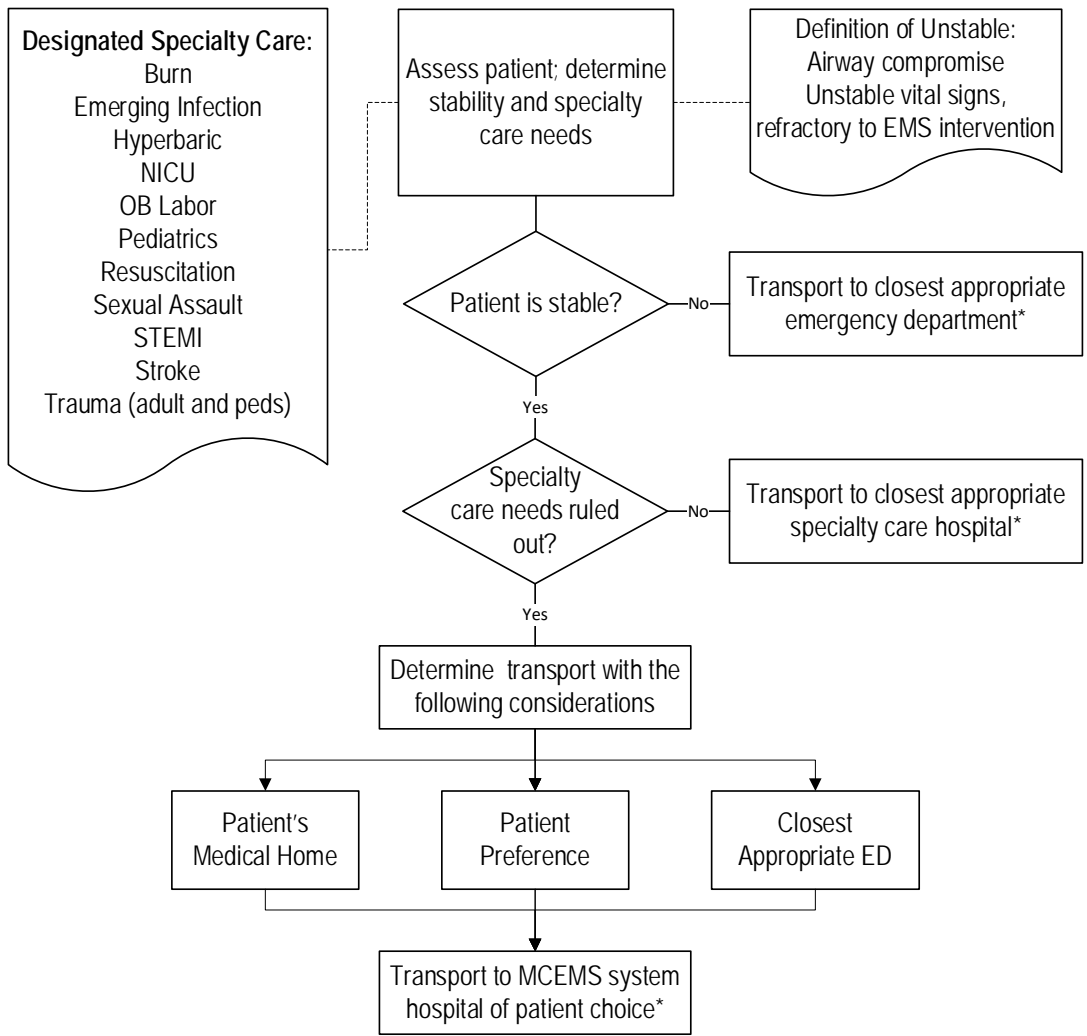 Designated Specialty Care:
Burn
Emerging Infection
Hyperbaric
NICU
OB Labor
Pediatrics
Resuscitation
Sexual Assault
STEMI
Stroke
Trauma (adult and peds)
Assess patient; determine
stability and specialty
care needs
Definition of Unstable:
Airway compromise
Unstable vital signs,
refractory to EMS intervention
Patient is stable?
No
Transport to closest appropriate
emergency department*
Yes
Specialty
care needs ruled
out?
No
Transport to closest appropriate
specialty care hospital*
Yes
Determine transport with the
following considerations
Patient's
Medical Home
Patient
Preference
Closest
Appropriate ED
Transport to MCEMS system
hospital of patient choice*